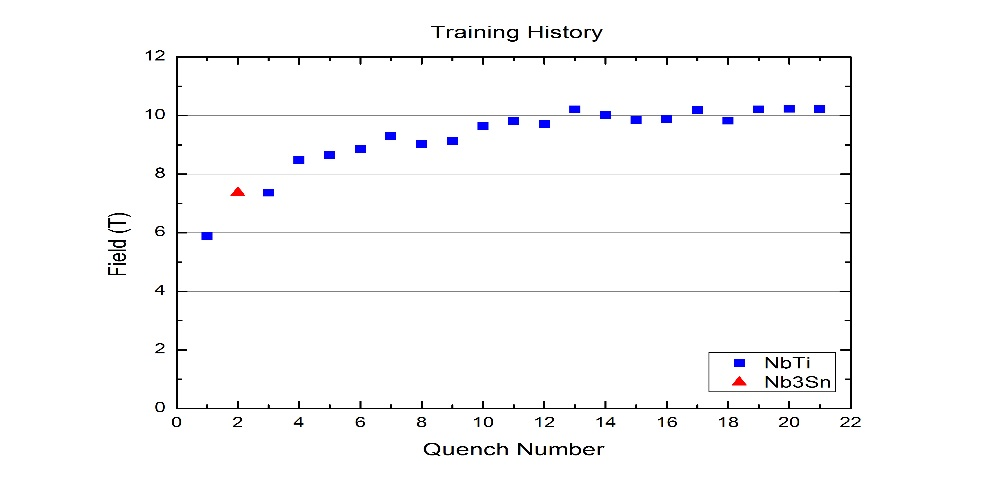 Training History
12
10
8
6
4
2
0
Field (T)
0 2 4 6 8 10 12 14 16 18 20 22
Quench Number
NbTi
Nb3Sn